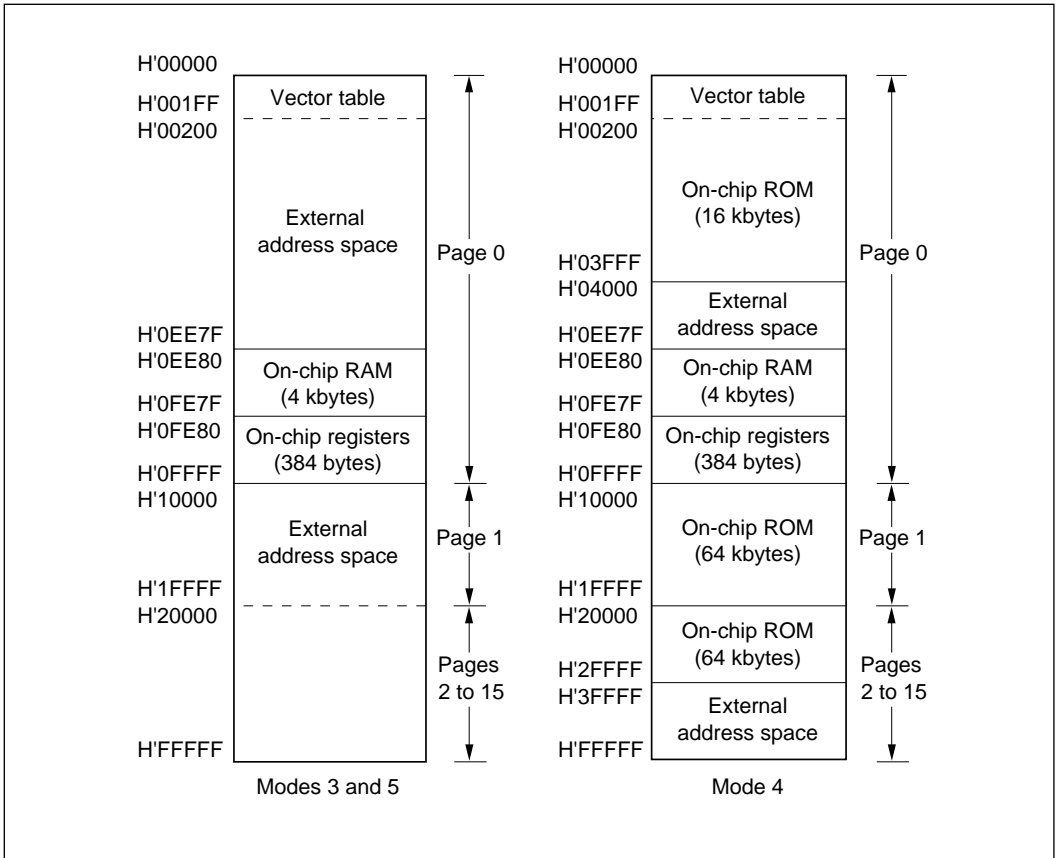 H'00000
Vector table
H'001FF
H'00200
External
address space
Page 0
H'0EE7F
H'0EE80
On-chip RAM
(4 kbytes)
H'0FE7F
H'0FE80
On-chip registers
(384 bytes)
H'0FFFF
H'10000
External
address space
Page 1
H'1FFFF
H'20000
Pages
2 to 15
H'FFFFF
Modes 3 and 5
H'00000
Vector table
H'001FF
H'00200
On-chip ROM
(16 kbytes)
Page 0
H'03FFF
H'04000
External
address space
H'0EE7F
H'0EE80
On-chip RAM
(4 kbytes)
H'0FE7F
H'0FE80
On-chip registers
(384 bytes)
H'0FFFF
H'10000
On-chip ROM
(64 kbytes)
Page 1
H'1FFFF
H'20000
On-chip ROM
(64 kbytes)
Pages
2 to 15
H'2FFFF
H'3FFFF
External
address space
H'FFFFF
Mode 4